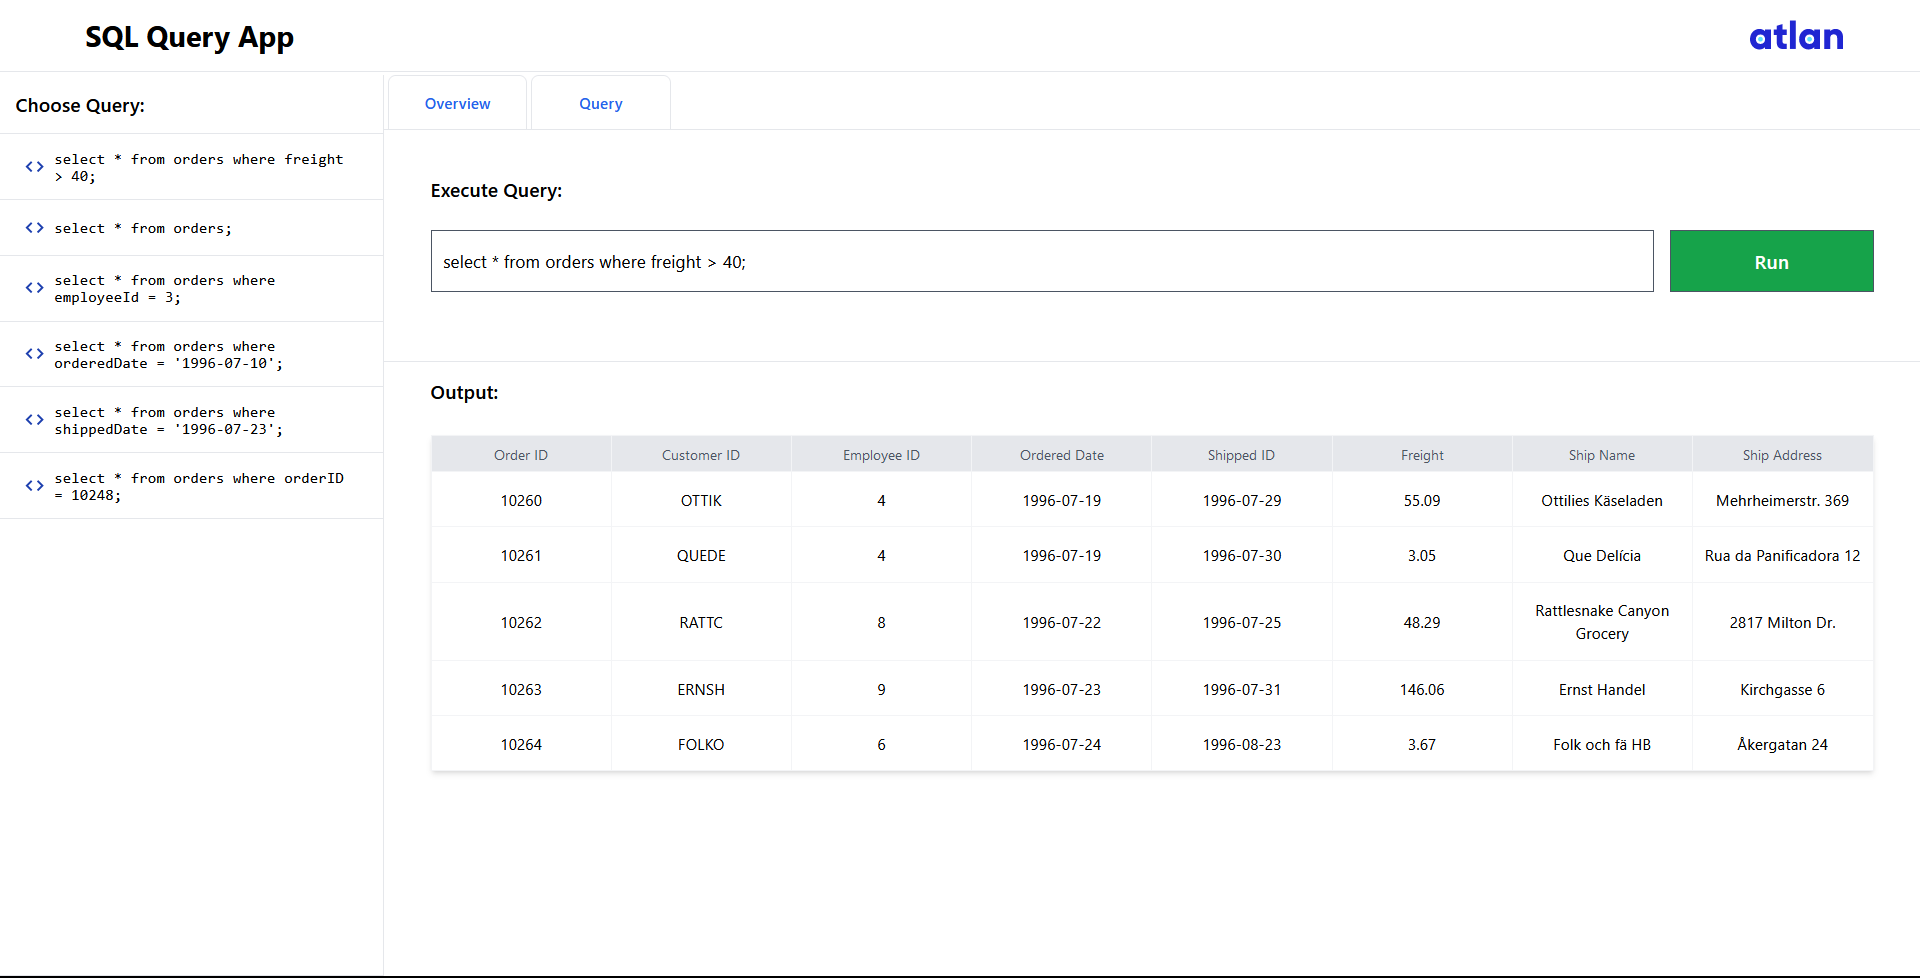 SQL Query App
atlan
Choose Query:
select * from orders where freight
> 40;
select * from orders;
select * from orders where
employeeId = 3;
select * from orders where
orderedDate = '1996-07-10';
select * from orders where
shippedDate = '1996-07-23';
select * from orders where orderID
= 10248;
Overview Query
Execute Query:
select * from orders where freight > 40;
Run
Output:
Order ID Customer ID Employee ID Ordered Date Shipped ID Freight Ship Name Ship Address
10260 OTTIK 4 1996-07-19 1996-07-29 55.09 Ottilies Käseladen Mehrheimerstr. 369
10261 QUEDE 4 1996-07-19 1996-07-30 3.05 Que Delícia Rua da Panificadora 12
10262 RATTC 8 1996-07-22 1996-07-25 48.29 Rattlesnake Canyon Grocery 2817 Milton Dr.
10263 ERNSH 9 1996-07-23 1996-07-31 146.06 Ernst Handel Kirchgasse 6
10264 FOLKO 6 1996-07-24 1996-08-23 3.67 Folk och fä HB Åkergatan 24